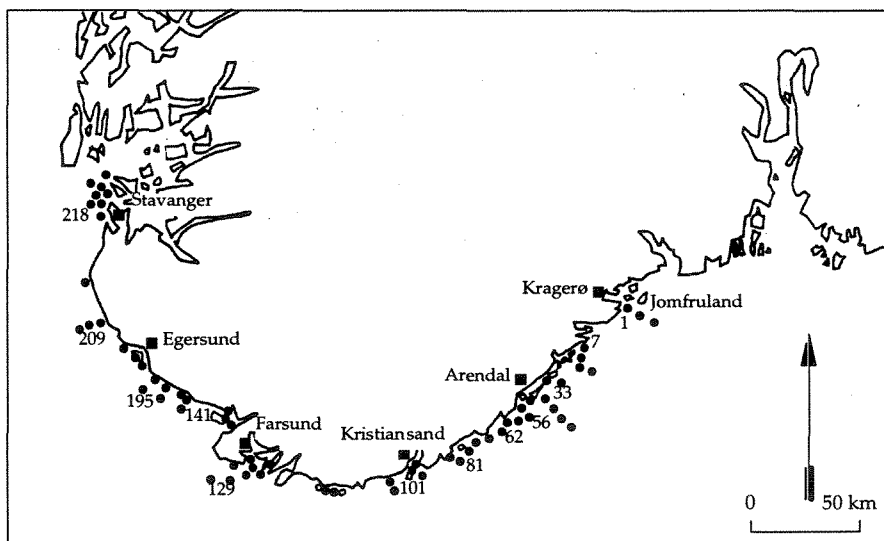 Stavanger
218
Kragerø
Jomfruland
1
209
Egersund
7
Arendal
33
195
141
56
Farsund
Kristiansand
62
81
129
101
0 50 km